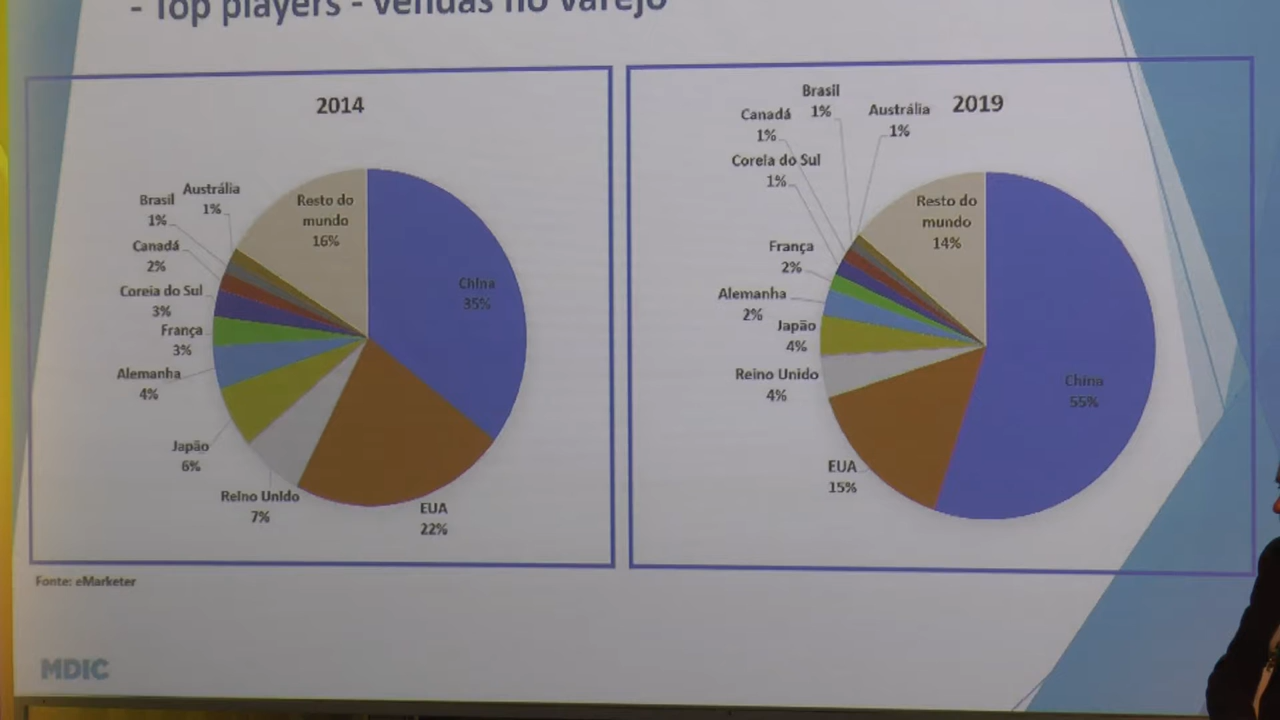 - Top players - vendas no varejo
2014
Resto do
mundo
16%
China
35%
EUA
22%
Reino Unido
7%
Japão
6%
Alemanha
4%
França
3%
Coreia do Sul
3%
Canadá
2%
Brasil
1%
Austrália
1%
2019
Resto do
mundo
14%
China
55%
EUA
15%
Reino Unido
4%
Japão
4%
Alemanha
2%
França
2%
Coreia do Sul
1%
Canadá
1%
Brasil
1%
Austrália
1%
Fonte: eMarketer
MDIC